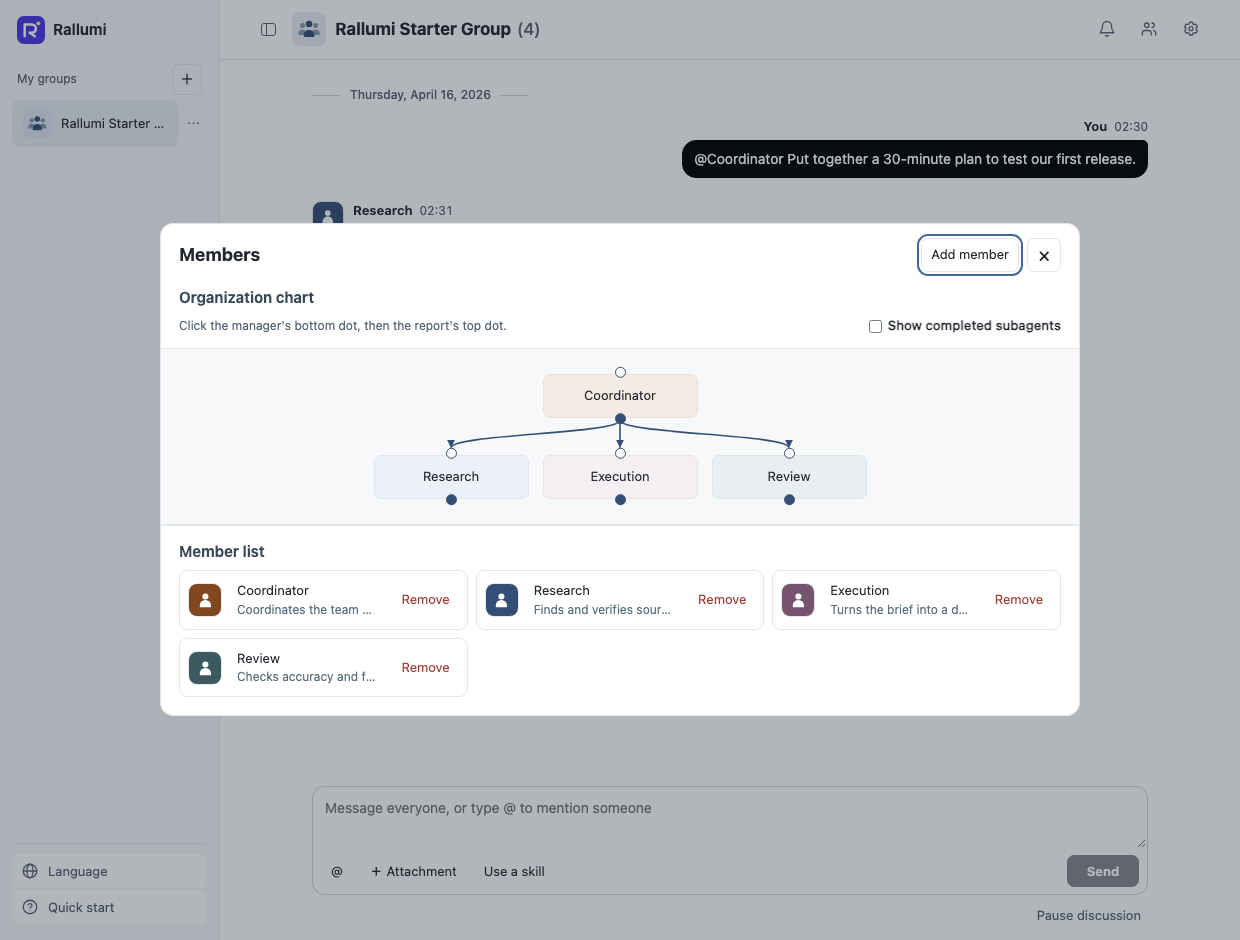 Rallumi
Rallumi Starter Group (4)
My groups
Rallumi Starter ...
Thursday, April 16, 2026
You 02:30
@Coordinator Put together a 30-minute plan to test our first release.
Research 02:31
Members
Add member
Organization chart
Click the manager's bottom dot, then the report's top dot.
Show completed subagents
Coordinator
Research
Execution
Review
Member list
Coordinator
Coordinates the team ...
Remove
Research
Finds and verifies sour...
Remove
Execution
Turns the brief into a d...
Remove
Review
Checks accuracy and f...
Remove
Message everyone, or type @ to mention someone
@
+ Attachment
Use a skill
Send
Pause discussion
Language
Quick start